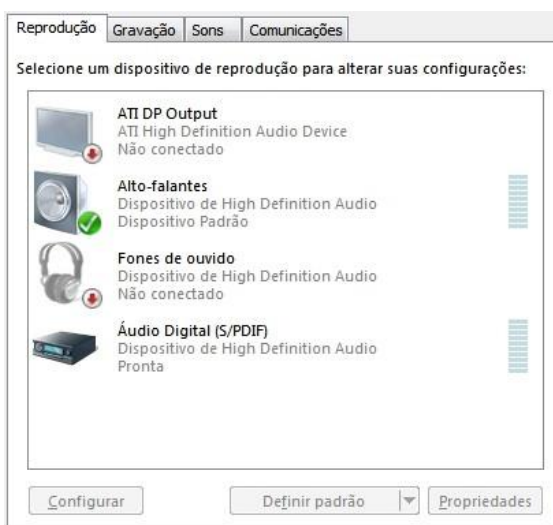 Reprodução Gravação Sons Comunicações
Selecione um dispositivo de reprodução para alterar suas configurações:
ATI DP Output
ATI High Definition Audio Device
Não conectado
Alto-falantes
Dispositivo de High Definition Audio
Dispositivo Padrão
Fones de ouvido
Dispositivo de High Definition Audio
Não conectado
Áudio Digital (S/PDIF)
Dispositivo de High Definition Audio
Pronta
Configurar Definir padrão Propriedades